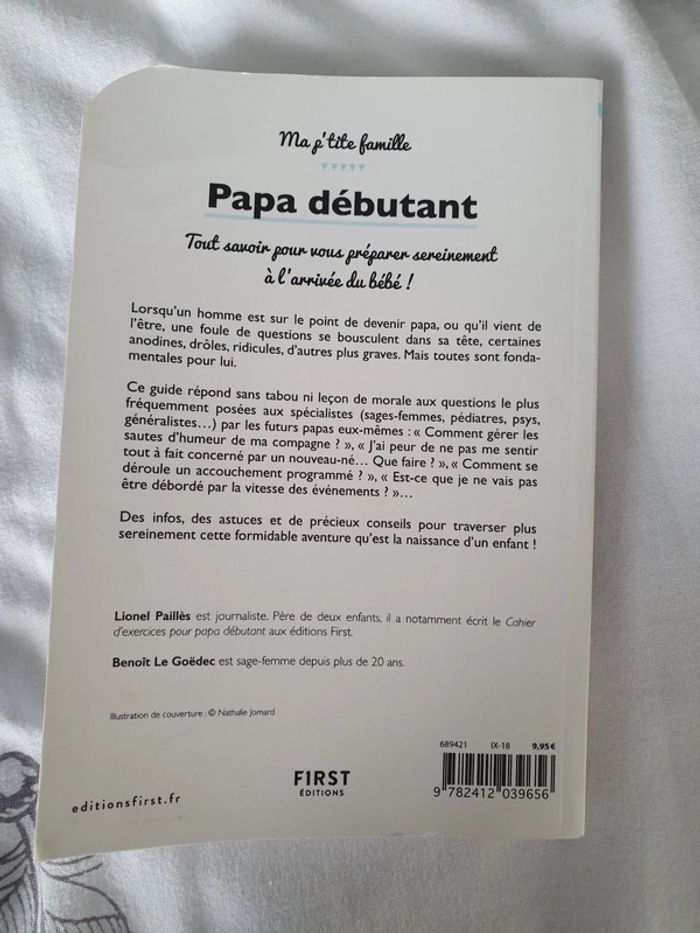 Ma p'tite famille
Papa débutant
Tout savoir pour vous préparer sereinement
à l'arrivée du bébé !
Lorsqu'un homme est sur le point de devenir papa, ou qu'il vient de
l'être, une foule de questions se bousculent dans sa tête, certaines
anodines, drôles, ridicules, d'autres plus graves. Mais toutes sont fonda-
mentales pour lui.
Ce guide répond sans tabou ni leçon de morale aux questions le plus
fréquemment posées aux spécialistes (sages-femmes, pédiatres, psys,
généralistes...) par les futurs papas eux-mêmes : « Comment gérer les
sautes d'humeur de ma compagne ? », « J'ai peur de ne pas me sentir
tout à fait concerné par un nouveau-né... Que faire ? », « Comment se
déroule un accouchement programmé ? », « Est-ce que je ne vais pas
être débordé par la vitesse des événements ? »...
Des infos, des astuces et de précieux conseils pour traverser plus
sereinement cette formidable aventure qu'est la naissance d'un enfant !
Lionel Paillès est journaliste. Père de deux enfants, il a notamment écrit le Cahier
d'exercices pour papa débutant aux éditions First.
Benoît Le Goëdec est sage-femme depuis plus de 20 ans.
Illustration de couverture : © Nathalie Jomard
689421 IX-18 9,95 €
9 782412 039656
FIRST
ÉDITIONS
editionsfirst.fr